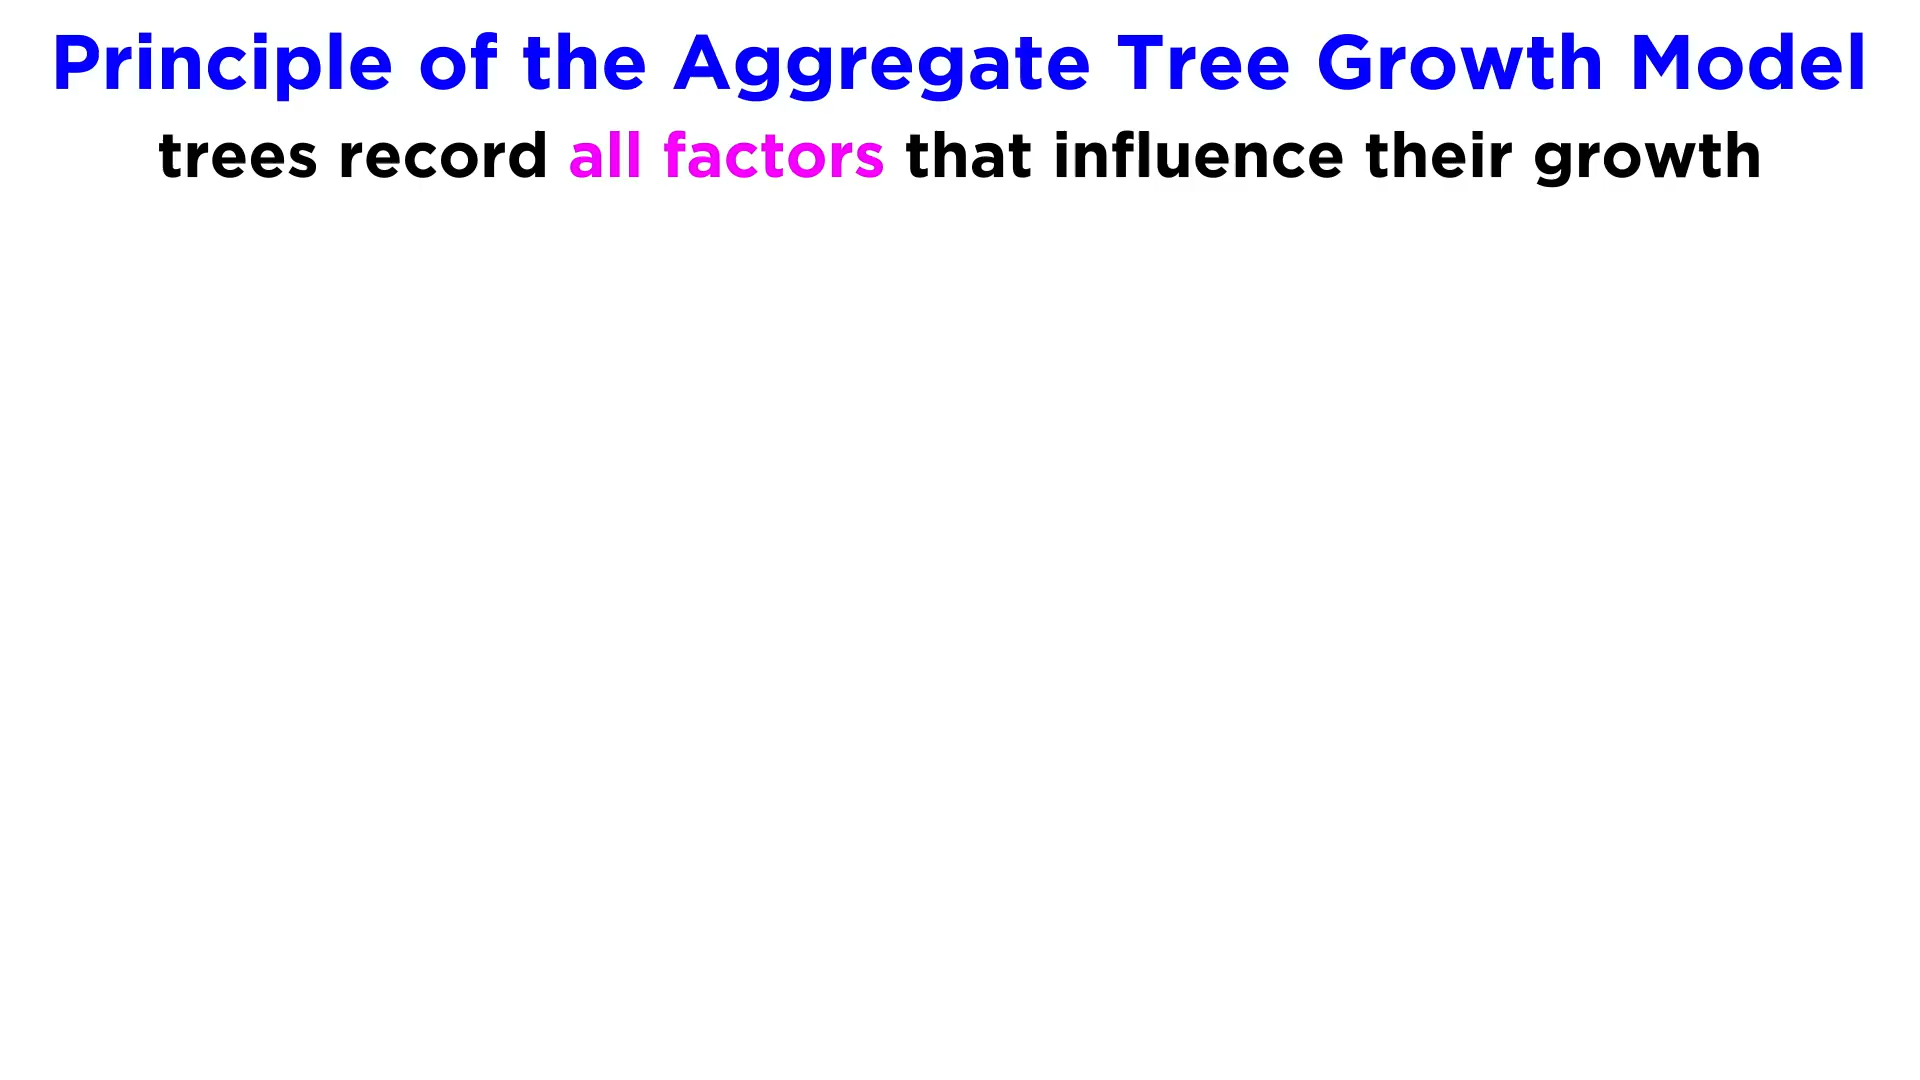 Principle of the Aggregate Tree Growth Model
trees record all factors that influence their growth